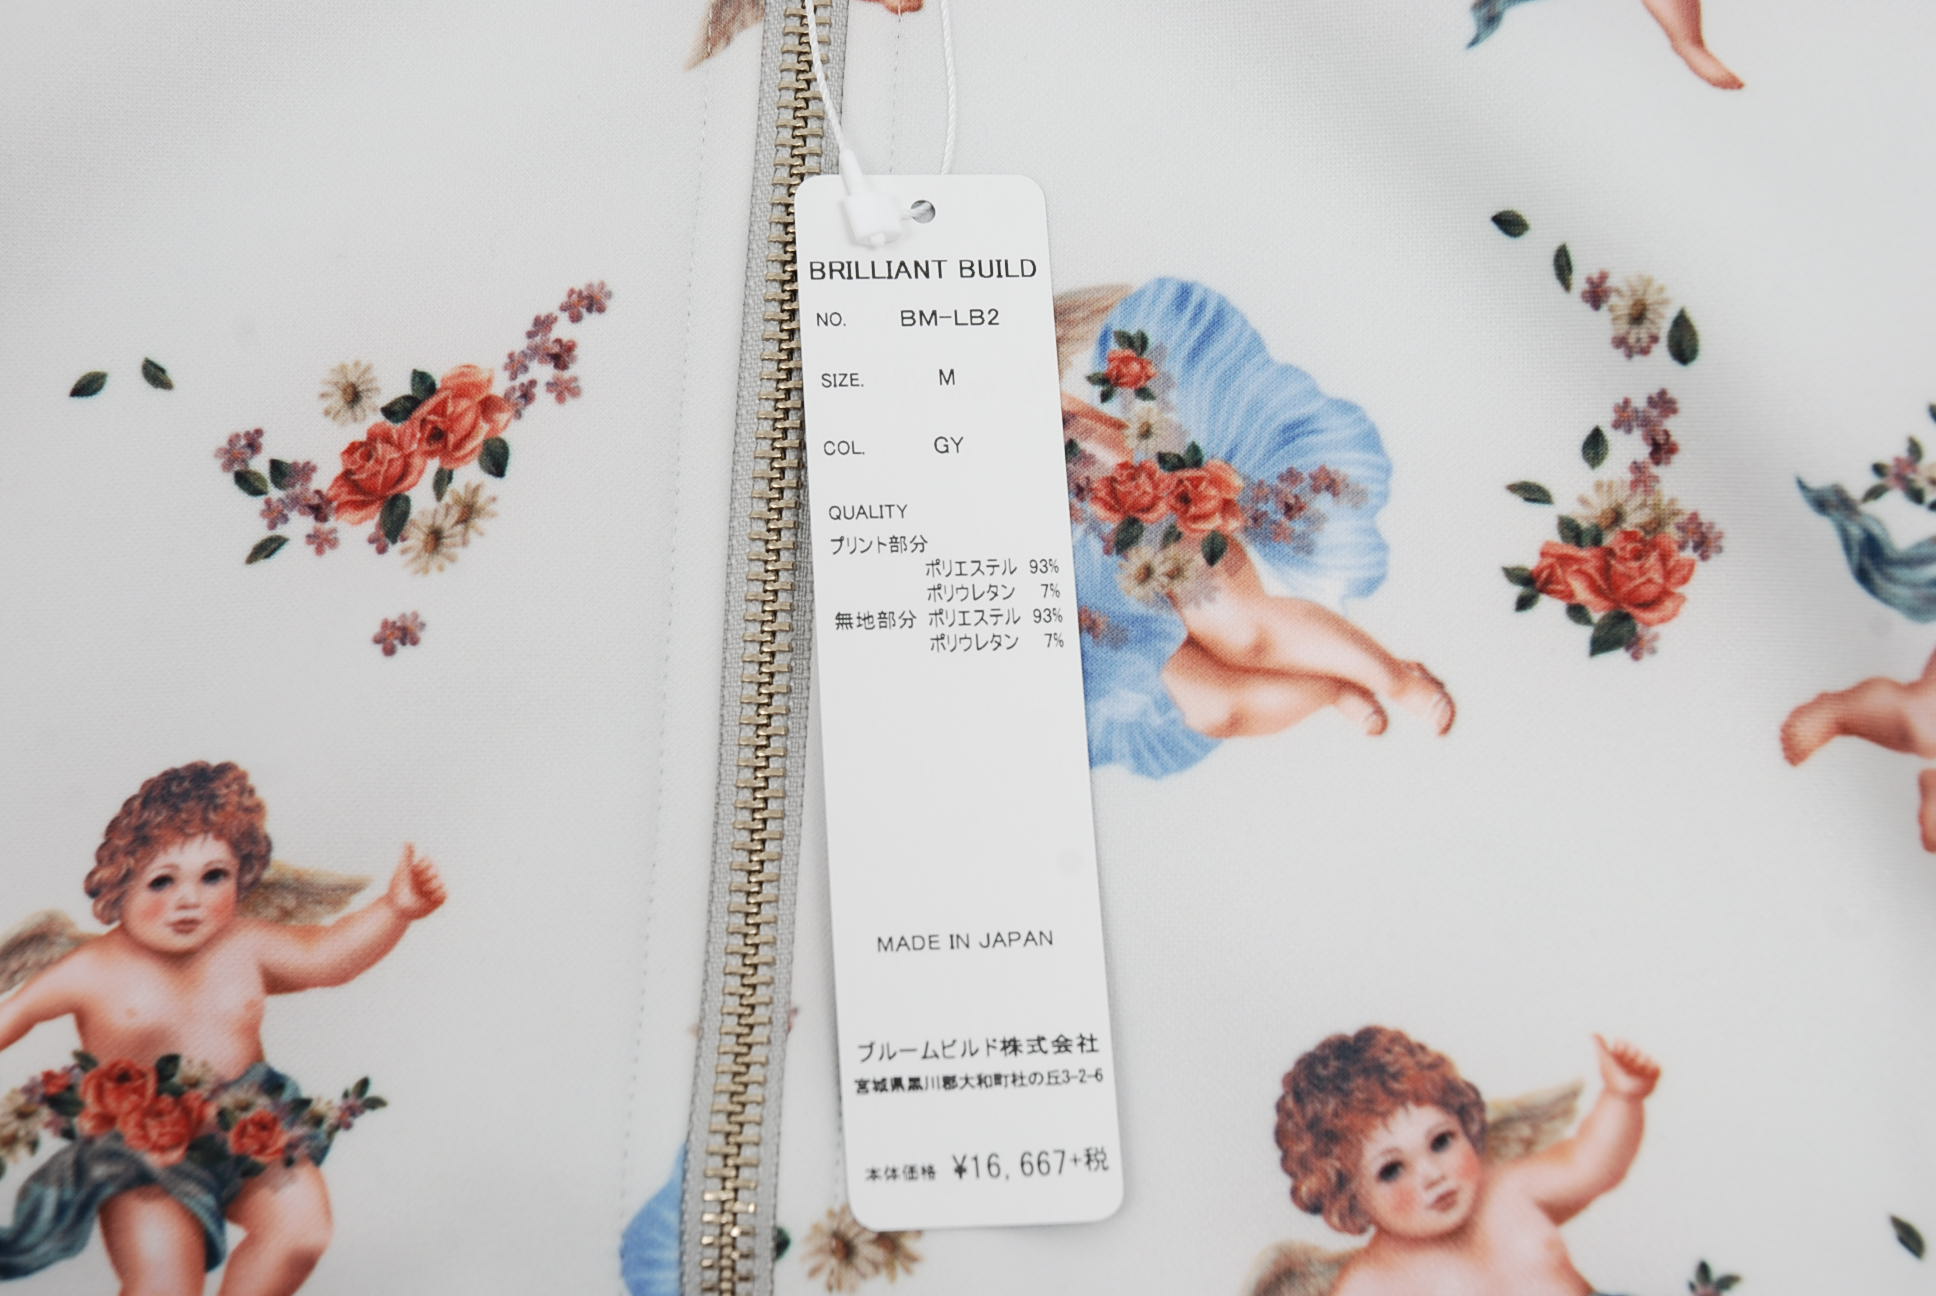 BRILLIANT BUILD
NO. BM-LB2
SIZE. M
COL. GY
QUALITY
プリント部分
ポリエステル 93%
ポリウレタン 7%
無地部分 ポリエステル 93%
ポリウレタン 7%
MADE IN JAPAN
ブルームビルド株式会社
宮城県黒川郡大和町杜の丘3-2-6
本体価格 ¥16,667+税